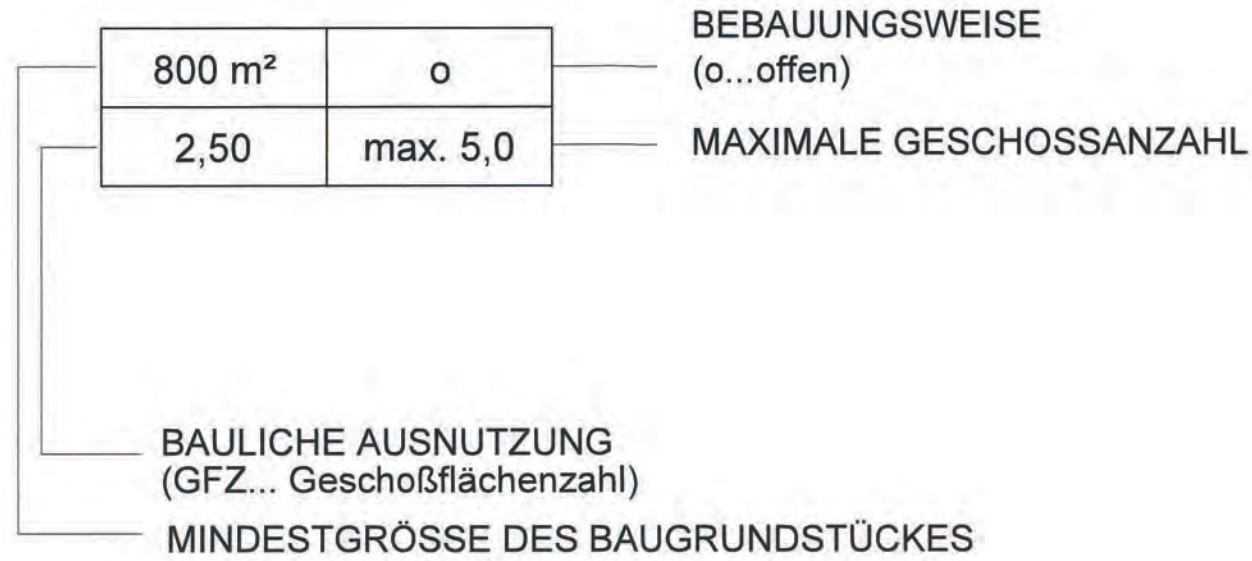 BEBAUUNGSWEISE
800 m² o (o...offen)
2,50 max. 5,0 MAXIMALE GESCHOSSANZAHL
BAULICHE AUSNUTZUNG
(GFZ... Geschoßflächenzahl)
MINDESTGRÖSSE DES BAUGRUNDSTÜCKES